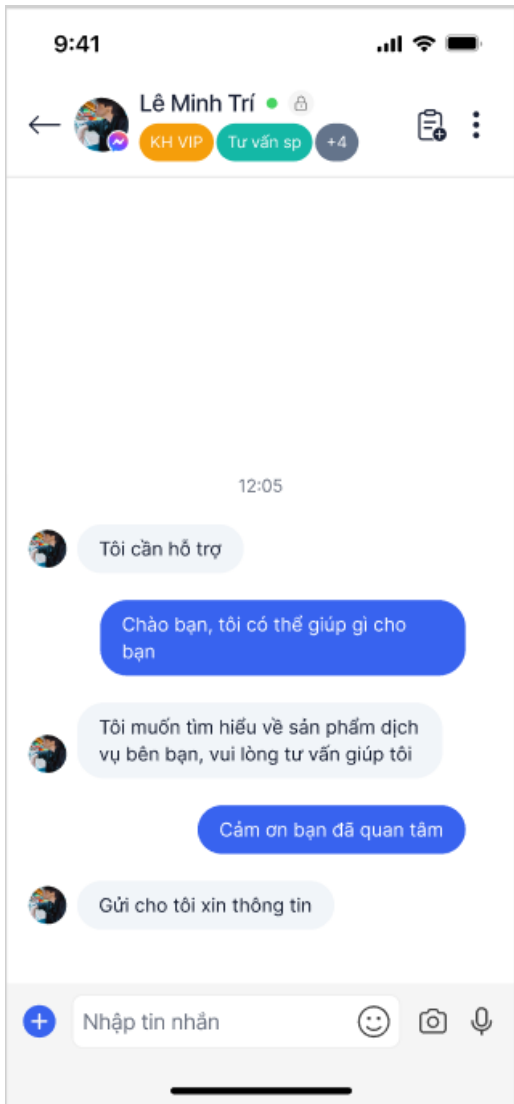 9:41
Lê Minh Trí
KH VIP
Tư vấn sp
+4
12:05
Tôi cần hỗ trợ
Chào bạn, tôi có thể giúp gì cho
bạn
Tôi muốn tìm hiểu về sản phẩm dịch
vụ bên bạn, vui lòng tư vấn giúp tôi
Cảm ơn bạn đã quan tâm
Gửi cho tôi xin thông tin
Nhập tin nhắn